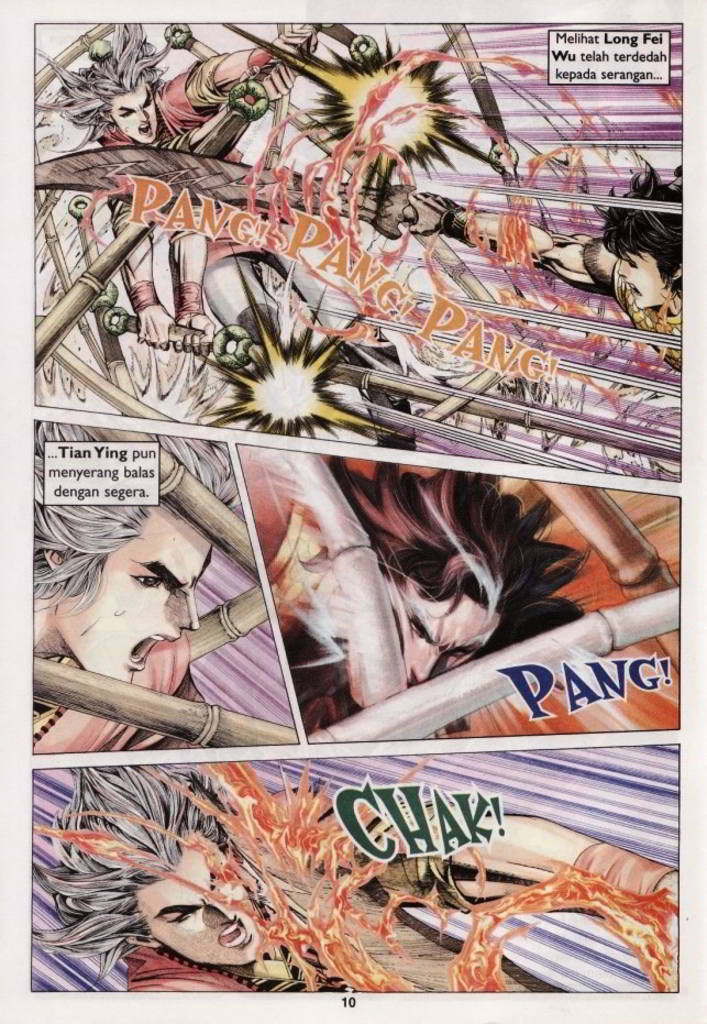 Melihat Long Fei
Wu telah terdedah
kepada serangan...
PANG! PANG! PANG!
...Tian Ying pun
menyerang balas
dengan segera.
PANG!
CHAK!
10